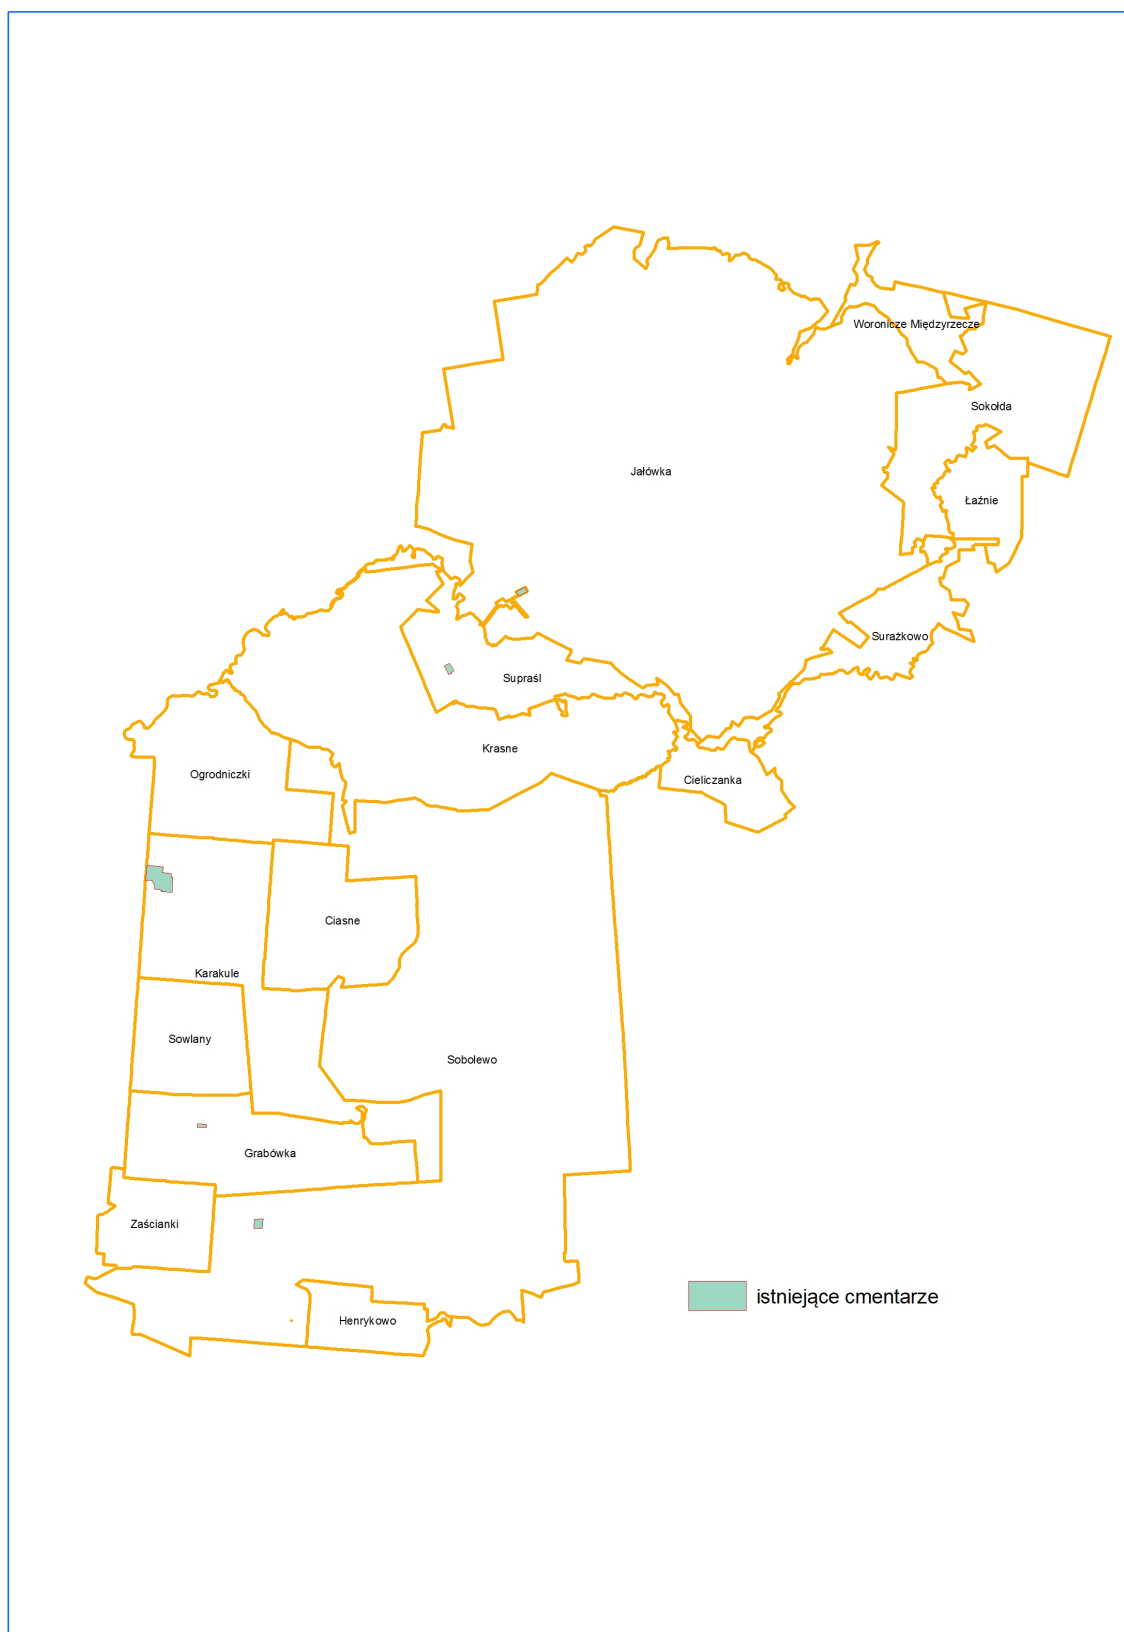 Woronicze Międzyrzecze
Sokołda
Jałówka
Łaźnie
Surażkowo
Supraśl
Krasne
Ogrodniczki
Cieliczanka
Ciasne
Karakule
Sowlany
Sobolewo
Grabówka
Zaścianki
istniejące cmentarze
Henrykowo